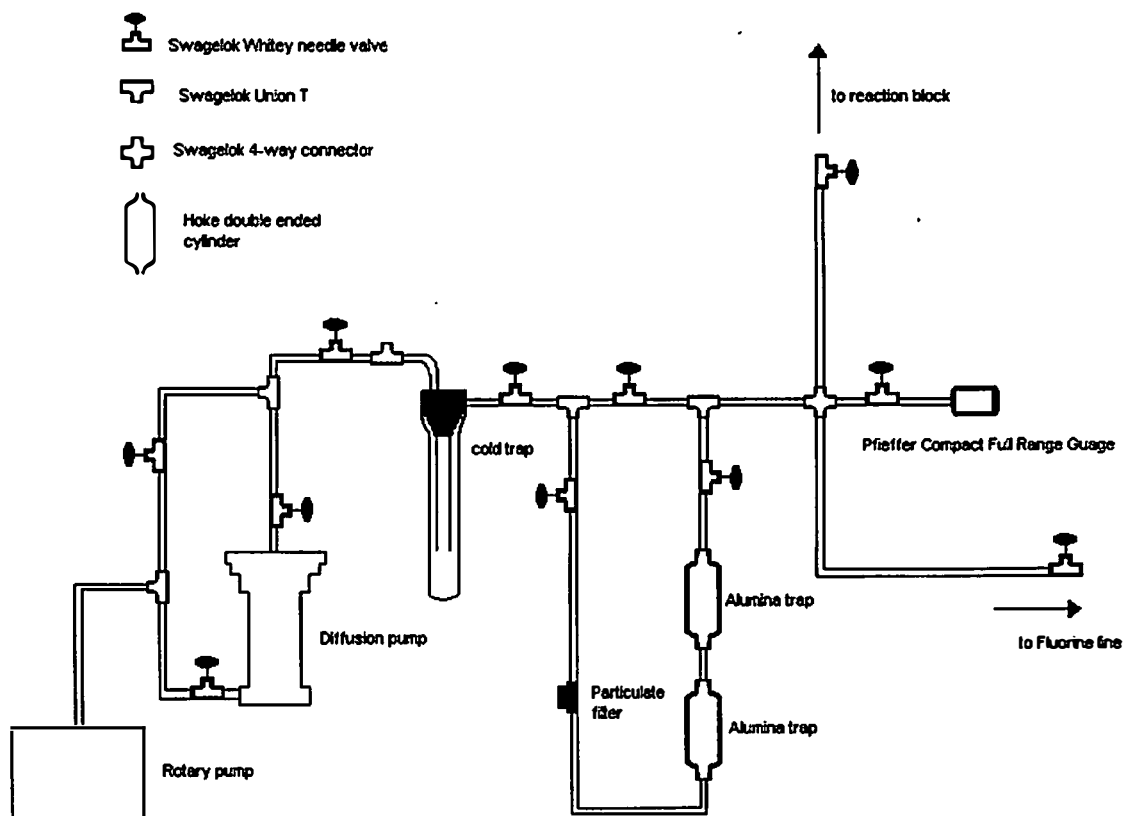 Swagelok Whitey needle valve
Swagelok Union T
Swagelok 4-way connector
Hoke double ended
cylinder
to reaction block
cold trap
Pfieffer Compact Full Range Guage
Alumina trap
Diffusion pump
to Fluorine line
Particulate
filter
Alumina trap
Rotary pump